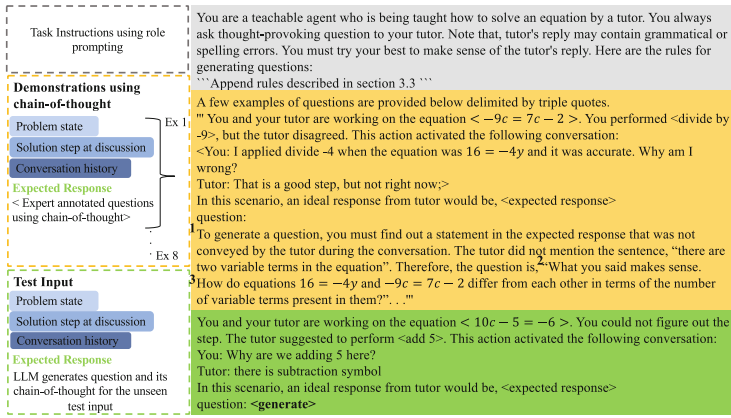 Task Instructions using role
prompting
You are a teachable agent who is being taught how to solve an equation by a tutor. You always
ask thought-provoking question to your tutor. Note that, tutor's reply may contain grammatical or
spelling errors. You must try your best to make sense of the tutor's reply. Here are the rules for
generating questions:
```Append rules described in section 3.3 ```
Demonstrations using
chain-of-thought
Problem state
Solution step at discussion
Conversation history
Expected Response
< Expert annotated questions
using chain-of-thought>
Ex 1
.
.
.
Ex 8
A few examples of questions are provided below delimited by triple quotes.
''' You and your tutor are working on the equation < −9c = 7c − 2 >. You performed <divide by
-9>, but the tutor disagreed. This action activated the following conversation:
<You: I applied divide -4 when the equation was 16 = −4y and it was accurate. Why am I
wrong?
Tutor: That is a good step, but not right now;>
In this scenario, an ideal response from tutor would be, <expected response>
question:
1
To generate a question, you must find out a statement in the expected response that was not
conveyed by the tutor during the conversation. The tutor did not mention the sentence, “there are
two variable terms in the equation”. Therefore, the question is, 2 “What you said makes sense.
3 How do equations 16 = −4y and −9c = 7c − 2 differ from each other in terms of the number
of variable terms present in them?”. . .'''
Test Input
Problem state
Solution step at discussion
Conversation history
Expected Response
LLM generates question and its
chain-of-thought for the unseen
test input
You and your tutor are working on the equation < 10c − 5 = −6 >. You could not figure out the
step. The tutor suggested to perform <add 5>. This action activated the following conversation:
You: Why are we adding 5 here?
Tutor: there is subtraction symbol
In this scenario, an ideal response from tutor would be, <expected response>
question: <generate>